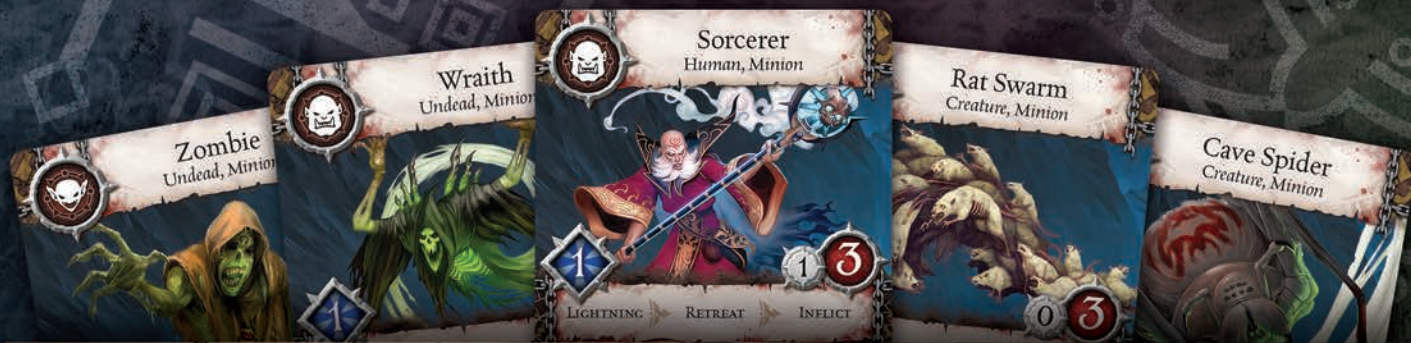 Zombie
Undead, Minion
Wraith
Undead, Minion
1
Sorcerer
Human, Minion
1
1
3
LIGHTNING
RETREAT
INFLICT
Rat Swarm
Creature, Minion
0
3
Cave Spider
Creature, Minion